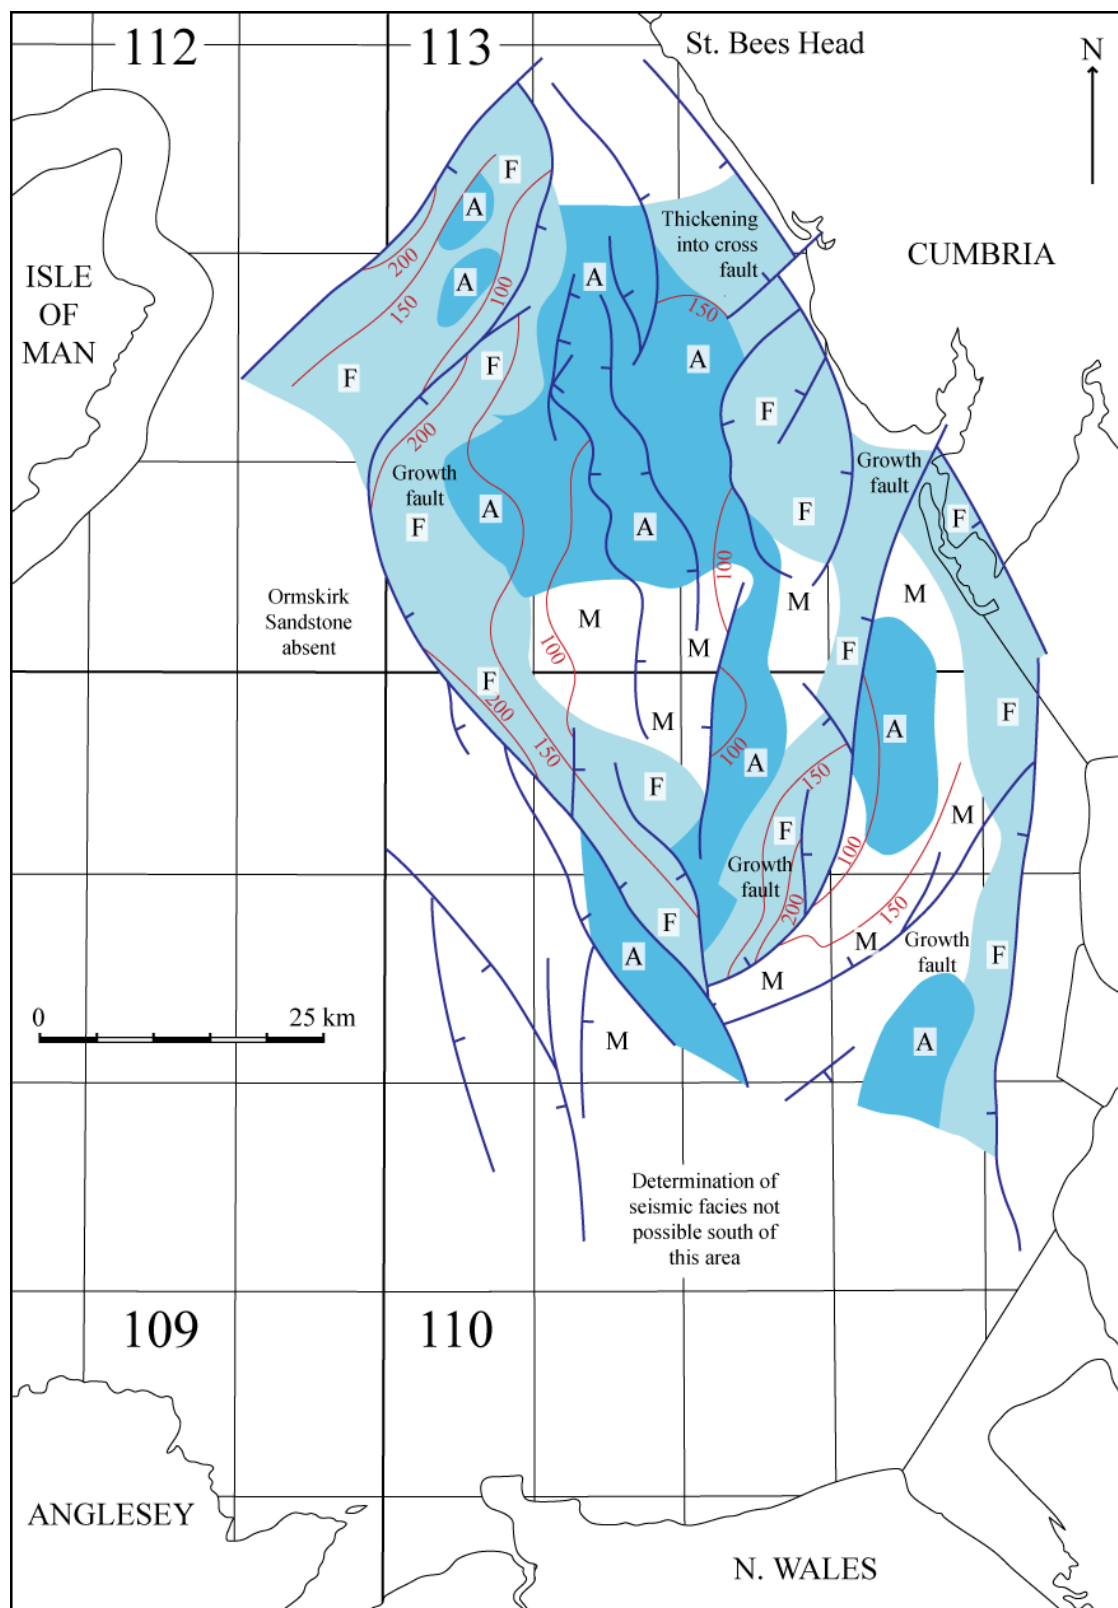 112
113
St. Bees Head
N
F
A
200
Thickening
into cross
fault
CUMBRIA
ISLE
OF
MAN
A
100
A
150
150
F
F
A
F
200
Growth
fault
Growth
fault
A
F
F
A
F
100
Ormskirk
Sandstone
absent
M
M
M
M
F
100
F
200
M
F
A
150
100
A
150
F
M
F
100
Growth
fault
200
150
F
M
Growth
fault
F
A
M
0
25 km
M
A
Determination of
seismic facies not
possible south of
this area
109
110
ANGLESEY
N. WALES